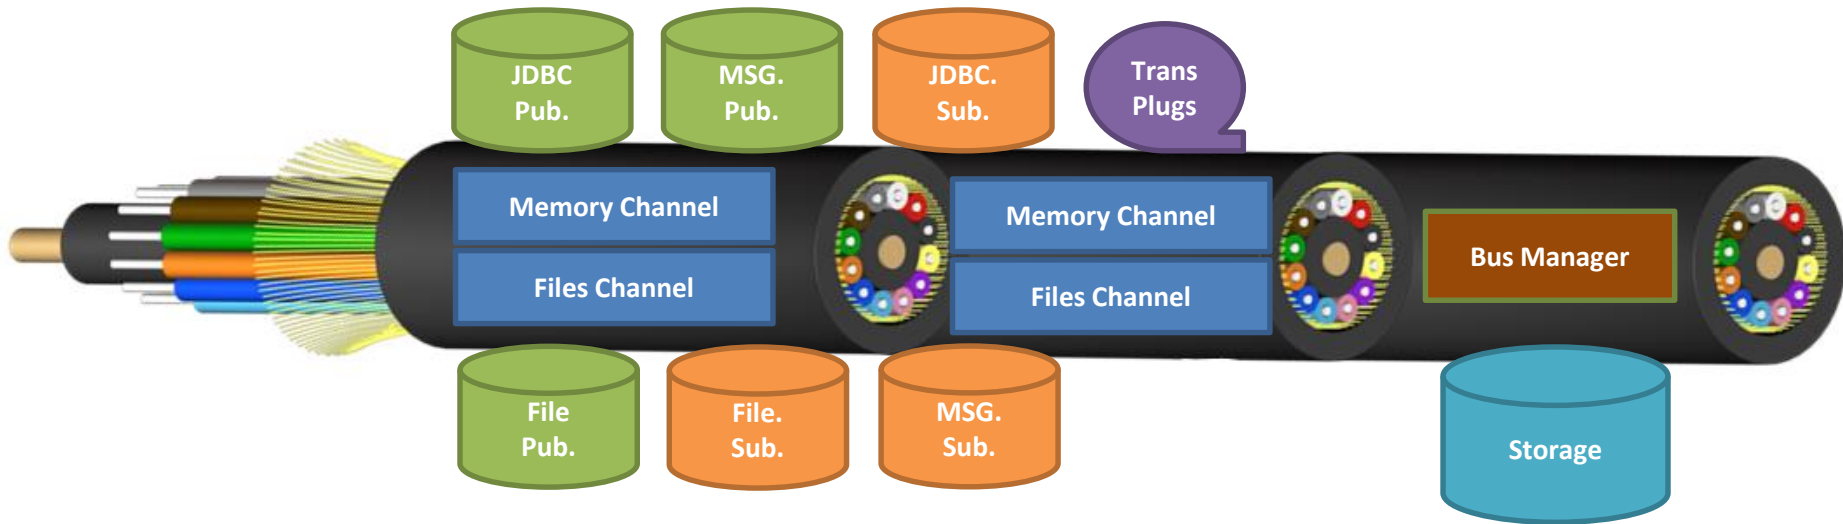 JDBC
Pub.
MSG.
Pub.
JDBC.
Sub.
Trans
Plugs
Memory Channel
Files Channel
Memory Channel
Files Channel
Bus Manager
File
Pub.
File.
Sub.
MSG.
Sub.
Storage